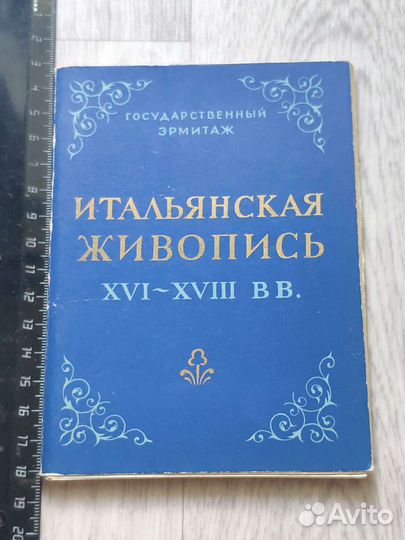 ГОСУДАРСТВЕННЫЙ
ЭРМИТАЖ
ИТАЛЬЯНСКАЯ
ЖИВОПИСЬ
XVI~XVIII ВВ.
Avito